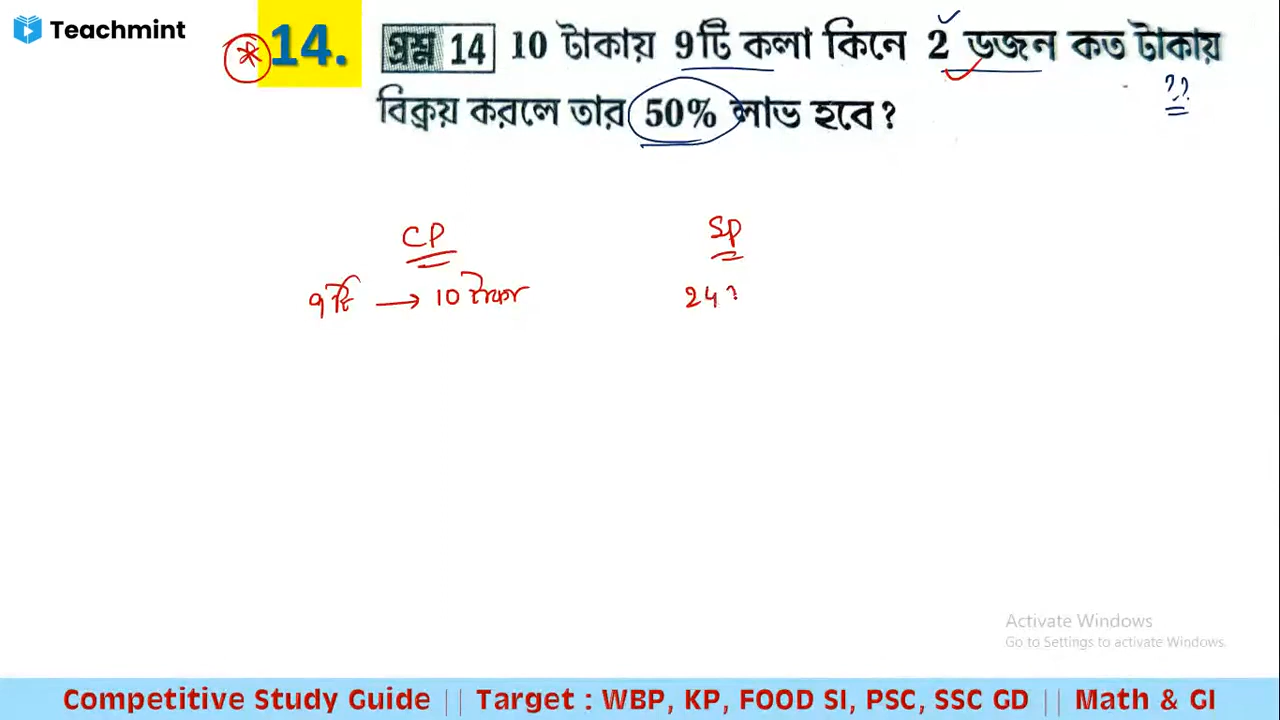 Teachmint
14. প্রশ্ন 14 10 টাকায় 9টি কলা কিনে 2 ডজন কত টাকায়
??
বিক্রয় করলে তার 50% লাভ হবে?
CP SP
9টি → 10 টাকা 24 ?
Activate Windows
Go to Settings to activate Windows.
Competitive Study Guide || Target : WBP, KP, FOOD SI, PSC, SSC GD || Math & GI